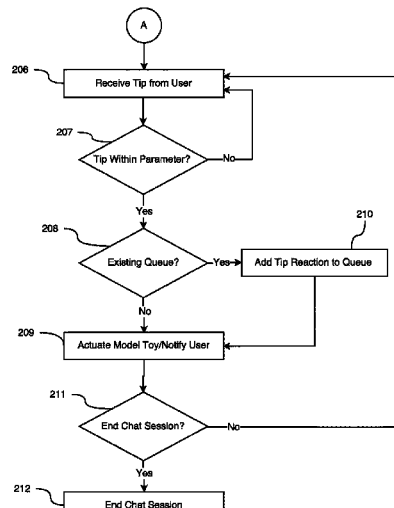 A
206
Receive Tip from User
207
Tip Within Parameter?
No
Yes
208
210
Existing Queue?
Yes
Add Tip Reaction to Queue
No
209
Actuate Model Toy/Notify User
211
End Chat Session?
No
Yes
212
End Chat Session